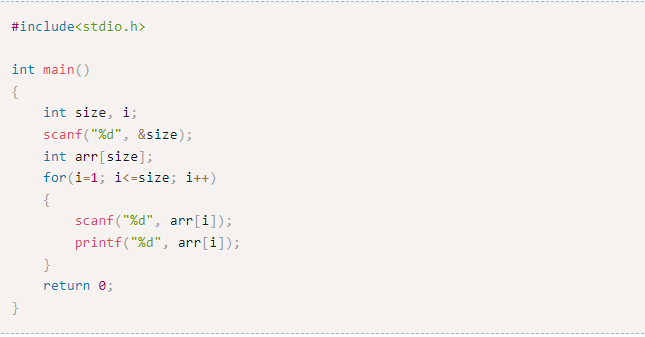 #include<stdio.h>
int main()
{
    int size, i;
    scanf("%d", &size);
    int arr[size];
    for(i=1; i<=size; i++)
    {
        scanf("%d", arr[i]);
        printf("%d", arr[i]);
    }
    return 0;
}